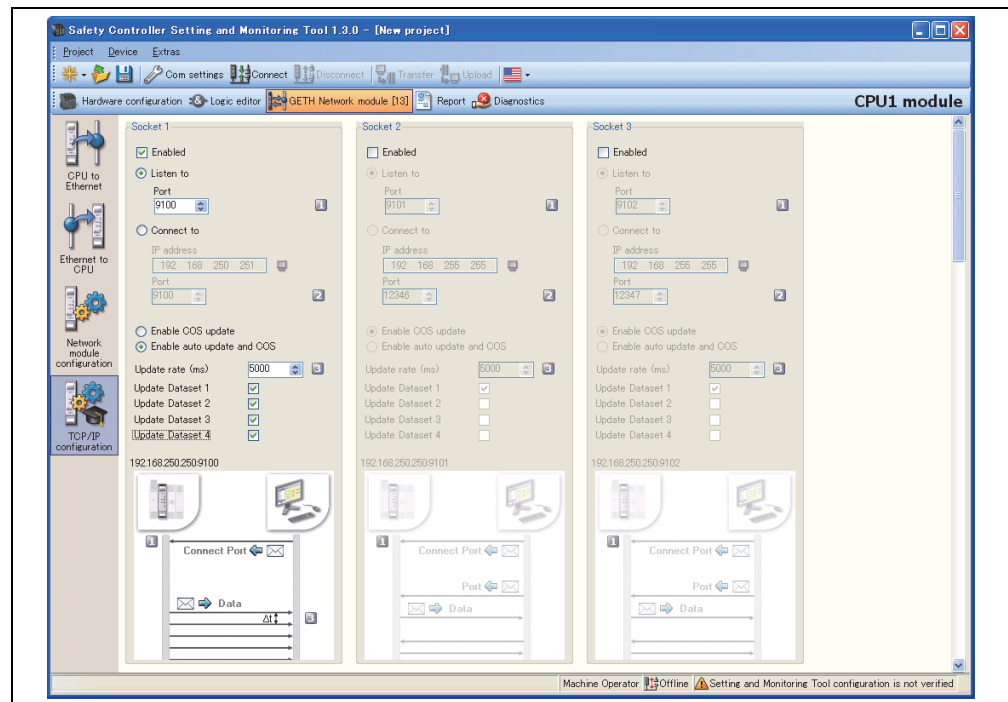 Safety Controller Setting and Monitoring Tool 1.3.0 - [New project]
Project Device Extras
Com settings Connect Disconnect Transfer Upload
Hardware configuration Logic editor GETH Network module [13] Report Diagnostics CPU1 module
CPU to
Ethernet
Ethernet to
CPU
Network
module
configuration
TCP/IP
configuration
Socket 1
Enabled
Listen to
Port
9100
1
Connect to
IP address
192 168 250 251
Port
9100
2
Enable COS update
Enable auto update and COS
Update rate (ms) 5000 3
Update Dataset 1
Update Dataset 2
Update Dataset 3
Update Dataset 4
192.168.250.250:9100
1
Connect Port
Data
Δt
3
Socket 2
Enabled
Listen to
Port
9101
1
Connect to
IP address
192 168 255 255
Port
12346
2
Enable COS update
Enable auto update and COS
Update rate (ms) 5000 3
Update Dataset 1
Update Dataset 2
Update Dataset 3
Update Dataset 4
192.168.250.250:9101
1
Connect Port
Port
Data
Socket 3
Enabled
Listen to
Port
9102
1
Connect to
IP address
192 168 255 255
Port
12347
2
Enable COS update
Enable auto update and COS
Update rate (ms) 5000 3
Update Dataset 1
Update Dataset 2
Update Dataset 3
Update Dataset 4
192.168.250.250:9102
1
Connect Port
Port
Data
Machine Operator Offline Setting and Monitoring Tool configuration is not verified